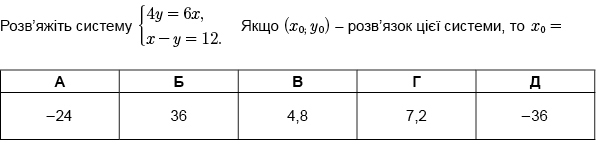 Розв’яжіть систему {4y = 6x, x − y = 12. Якщо (x₀; y₀) – розв’язок цієї системи, то x₀ =
А Б В Г Д
–24 36 4,8 7,2 –36